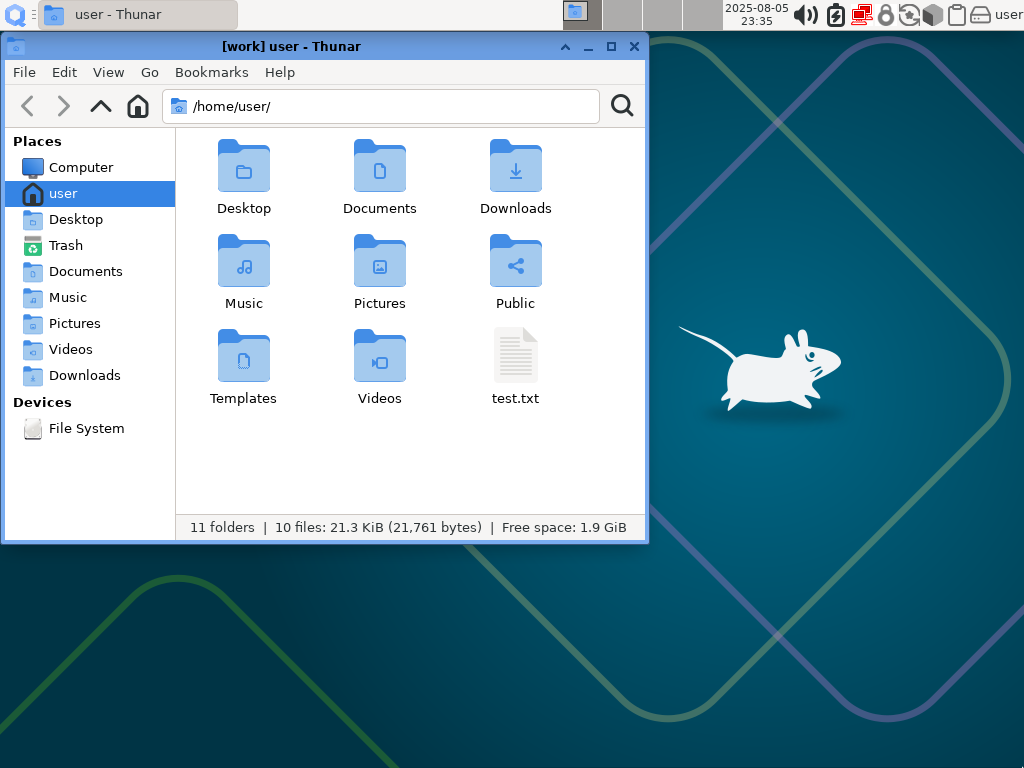 user - Thunar
2025-08-05
23:35
user
[work] user - Thunar
File Edit View Go Bookmarks Help
/home/user/
Places
Computer
user
Desktop
Trash
Documents
Music
Pictures
Videos
Downloads
Devices
File System
Desktop Documents Downloads
Music Pictures Public
Templates Videos test.txt
11 folders | 10 files: 21.3 KiB (21,761 bytes) | Free space: 1.9 GiB